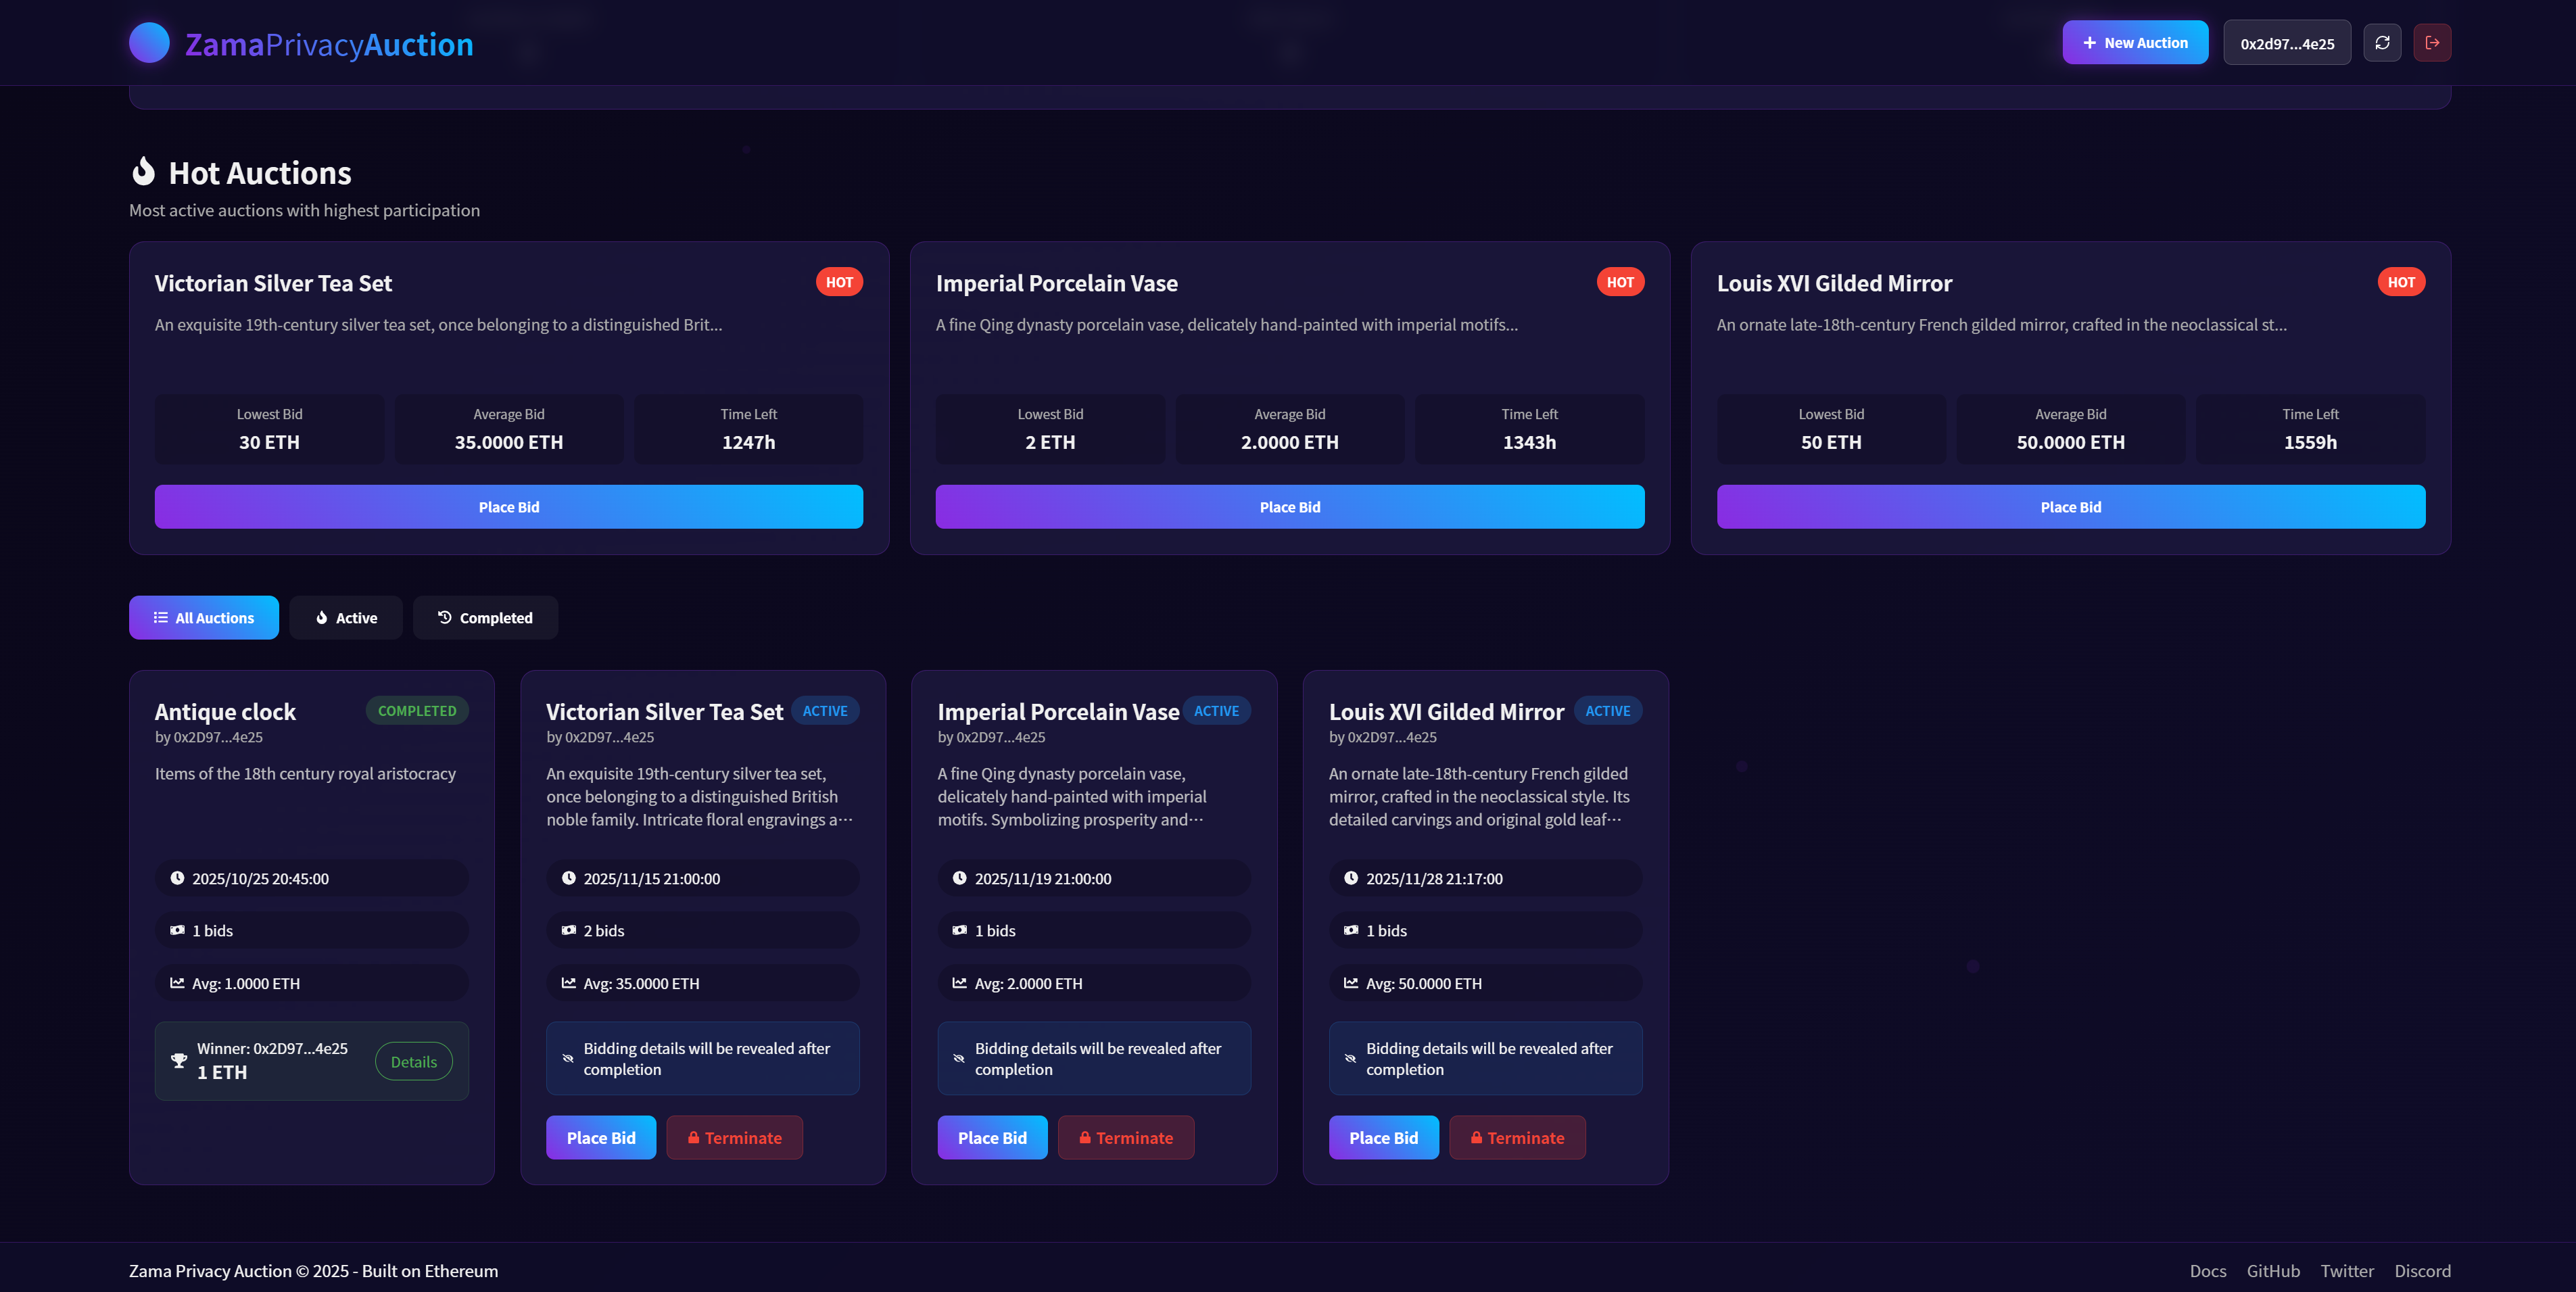 ZamaPrivacyAuction
New Auction
0x2d97...4e25
Hot Auctions
Most active auctions with highest participation
Victorian Silver Tea Set
HOT
An exquisite 19th-century silver tea set, once belonging to a distinguished Brit...
Lowest Bid
30 ETH
Average Bid
35.0000 ETH
Time Left
1247h
Place Bid
Imperial Porcelain Vase
HOT
A fine Qing dynasty porcelain vase, delicately hand-painted with imperial motifs...
Lowest Bid
2 ETH
Average Bid
2.0000 ETH
Time Left
1343h
Place Bid
Louis XVI Gilded Mirror
HOT
An ornate late-18th-century French gilded mirror, crafted in the neoclassical st...
Lowest Bid
50 ETH
Average Bid
50.0000 ETH
Time Left
1559h
Place Bid
All Auctions
Active
Completed
Antique clock
COMPLETED
by 0x2D97...4e25
Items of the 18th century royal aristocracy
2025/10/25 20:45:00
1 bids
Avg: 1.0000 ETH
Winner: 0x2D97...4e25
1 ETH
Details
Victorian Silver Tea Set
ACTIVE
by 0x2D97...4e25
An exquisite 19th-century silver tea set,
once belonging to a distinguished British
noble family. Intricate floral engravings a···
2025/11/15 21:00:00
2 bids
Avg: 35.0000 ETH
Bidding details will be revealed after
completion
Place Bid
Terminate
Imperial Porcelain Vase
ACTIVE
by 0x2D97...4e25
A fine Qing dynasty porcelain vase,
delicately hand-painted with imperial
motifs. Symbolizing prosperity and···
2025/11/19 21:00:00
1 bids
Avg: 2.0000 ETH
Bidding details will be revealed after
completion
Place Bid
Terminate
Louis XVI Gilded Mirror
ACTIVE
by 0x2D97...4e25
An ornate late-18th-century French gilded
mirror, crafted in the neoclassical style. Its
detailed carvings and original gold leaf···
2025/11/28 21:17:00
1 bids
Avg: 50.0000 ETH
Bidding details will be revealed after
completion
Place Bid
Terminate
Zama Privacy Auction © 2025 - Built on Ethereum
Docs
GitHub
Twitter
Discord